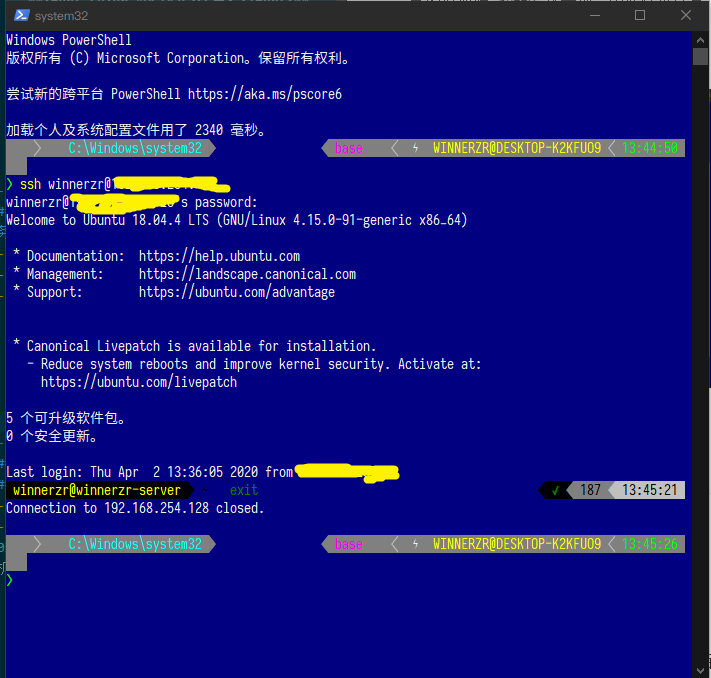 system32
Windows PowerShell
版权所有 (C) Microsoft Corporation。保留所有权利。
尝试新的跨平台 PowerShell https://aka.ms/pscore6
加载个人及系统配置文件用了 2340 毫秒。
C:\Windows\system32 base ϟ WINNERZR@DESKTOP-K2KFUO9 13:44:50
❯ ssh winnerzr@
winnerzr@ s password:
Welcome to Ubuntu 18.04.4 LTS (GNU/Linux 4.15.0-91-generic x86_64)
* Documentation: https://help.ubuntu.com
* Management: https://landscape.canonical.com
* Support: https://ubuntu.com/advantage
* Canonical Livepatch is available for installation.
- Reduce system reboots and improve kernel security. Activate at:
https://ubuntu.com/livepatch
5 个可升级软件包。
0 个安全更新。
Last login: Thu Apr 2 13:36:05 2020 from
winnerzr@winnerzr-server ~ exit ✓ 187 13:45:21
Connection to 192.168.254.128 closed.
C:\Windows\system32 base ϟ WINNERZR@DESKTOP-K2KFUO9 13:45:26
❯